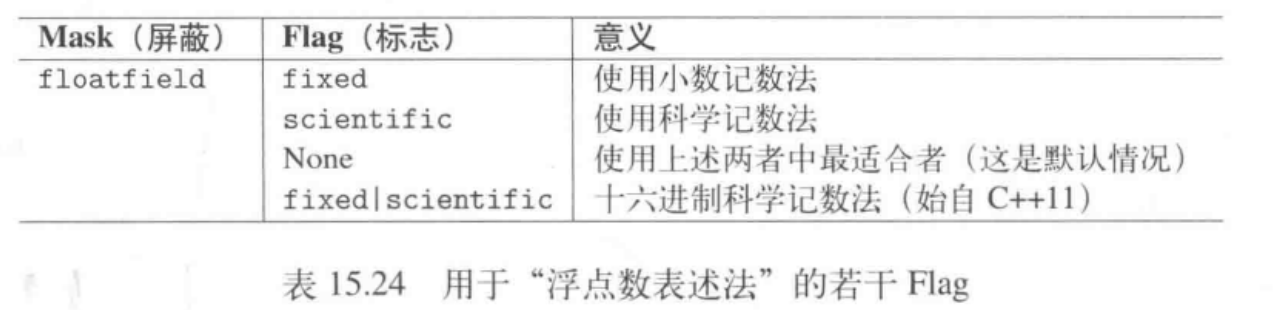 Mask（屏蔽） Flag（标志） 意义
floatfield fixed 使用小数记数法
scientific 使用科学记数法
None 使用上述两者中最适合者（这是默认情况）
fixed|scientific 十六进制科学记数法（始自 C++11）
表 15.24 用于“浮点数表述法”的若干 Flag